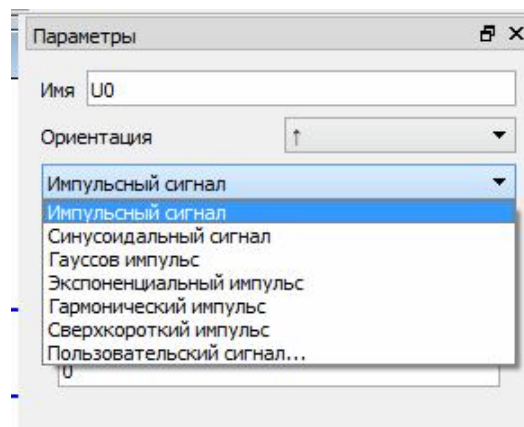 Параметры
Имя U0
Ориентация ↑
Импульсный сигнал
Импульсный сигнал
Синусоидальный сигнал
Гауссов импульс
Экспоненциальный импульс
Гармонический импульс
Сверхкороткий импульс
Пользовательский сигнал...
0